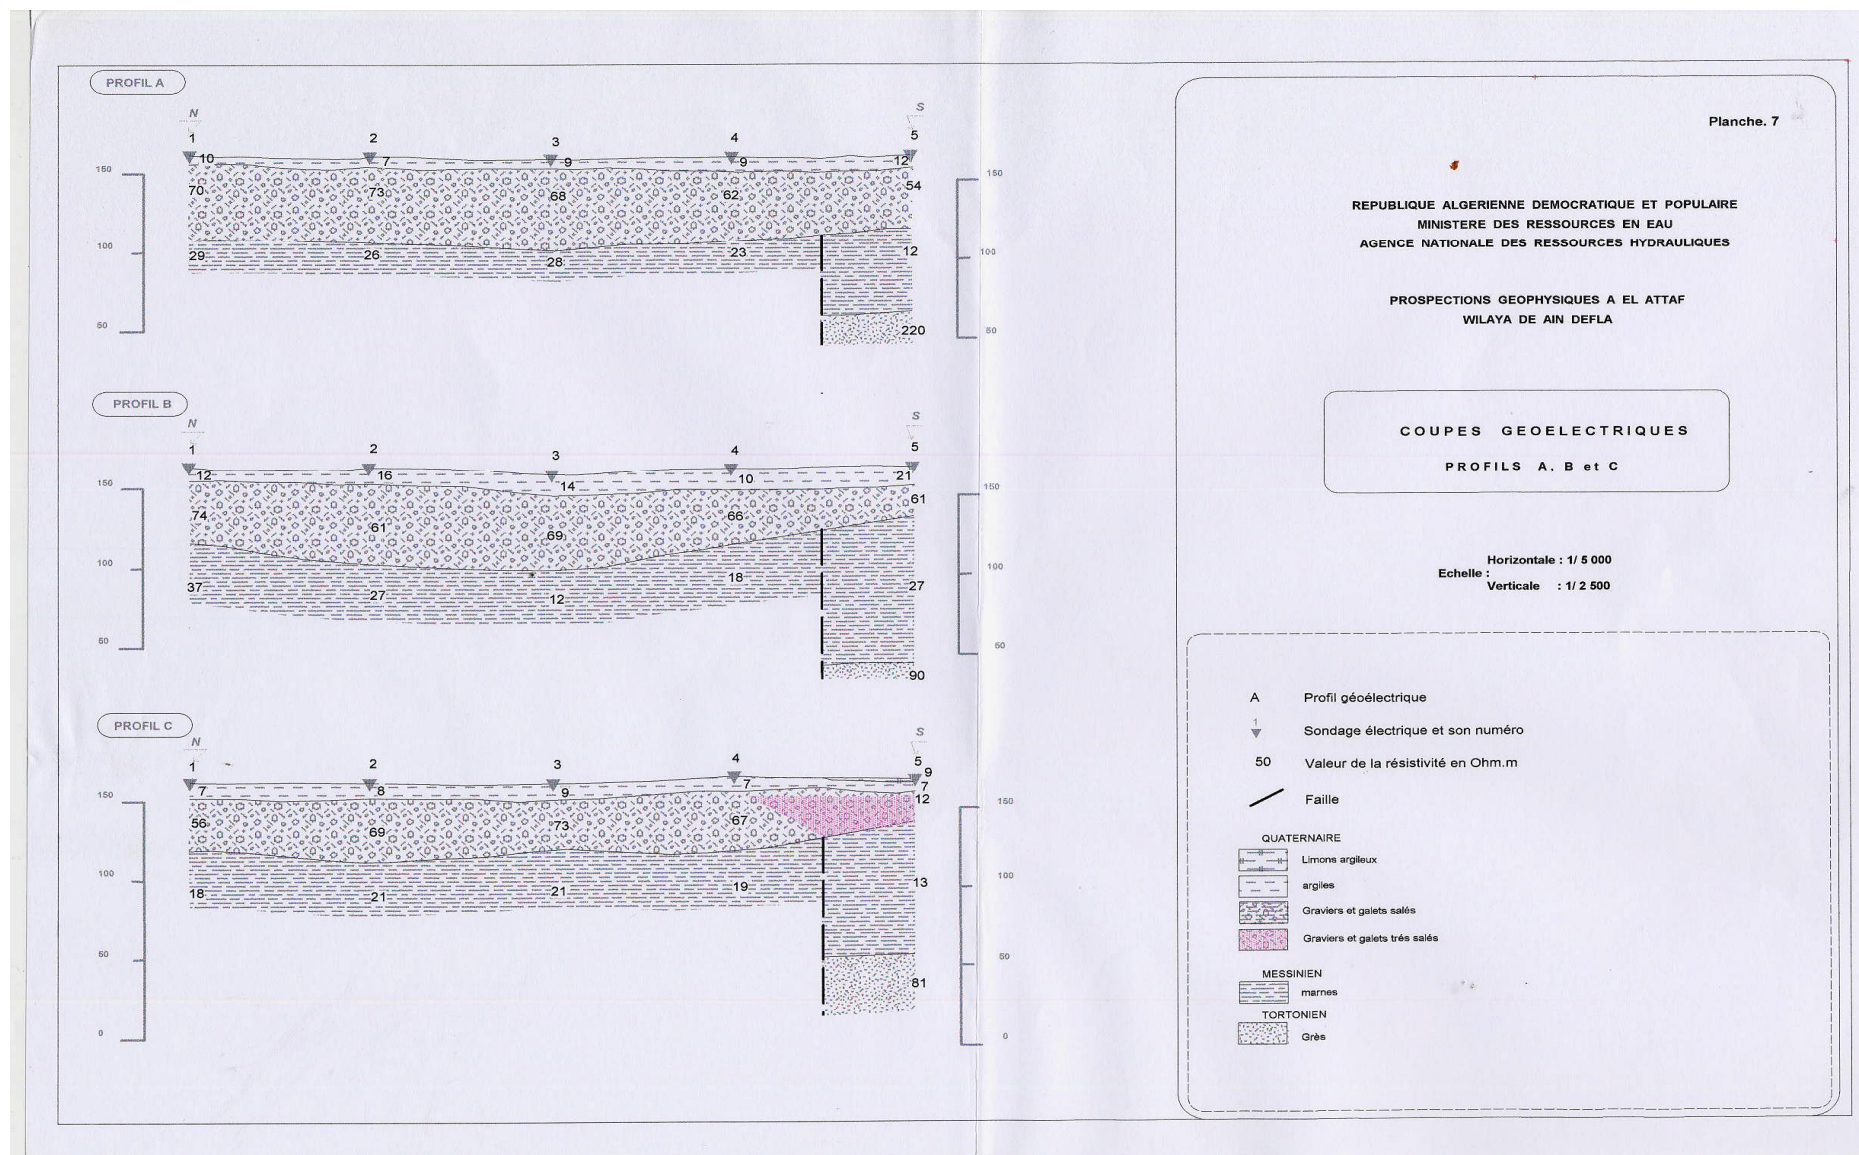 PROFIL A
N
S
1
2
3
4
5
10
7
9
9
12
150
150
70
73
68
62
54
100
100
29
26
28
23
12
50
50
220
PROFIL B
N
S
1
2
3
4
5
12
16
14
10
21
150
150
74
61
69
66
61
100
100
37
27
12
18
27
50
50
90
PROFIL C
N
S
1
2
3
4
5
9
7
8
9
7
7
150
150
56
69
73
67
12
100
100
18
21
21
19
13
50
50
81
0
0
Planche. 7
REPUBLIQUE ALGERIENNE DEMOCRATIQUE ET POPULAIRE
MINISTERE DES RESSOURCES EN EAU
AGENCE NATIONALE DES RESSOURCES HYDRAULIQUES
PROSPECTIONS GEOPHYSIQUES A EL ATTAF
WILAYA DE AIN DEFLA
COUPES GEOELECTRIQUES
PROFILS A, B et C
Horizontale : 1/ 5 000
Echelle :
Verticale : 1/ 2 500
A Profil géoélectrique
1
Sondage électrique et son numéro
50 Valeur de la résistivité en Ohm.m
Faille
QUATERNAIRE
Limons argileux
argiles
Graviers et galets salés
Graviers et galets trés salés
MESSINIEN
marnes
TORTONIEN
Grès